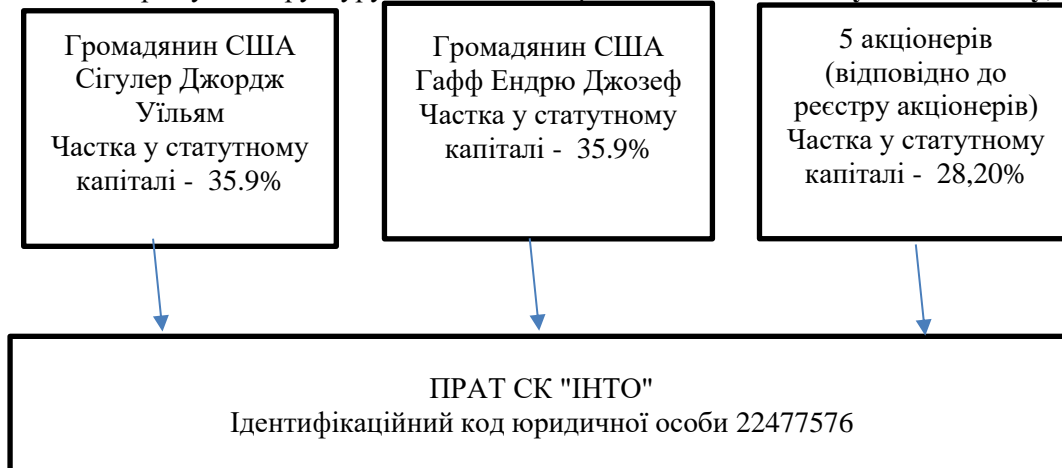 Громадянин США
Сігулер Джордж
Уїльям
Частка у статутному
капіталі - 35.9%
Громадянин США
Гафф Ендрю Джозеф
Частка у статутному
капіталі - 35.9%
5 акціонерів
(відповідно до
реєстру акціонерів)
Частка у статутному
капіталі - 28,20%
ПРАТ СК "ІНТО"
Ідентифікаційний код юридичної особи 22477576